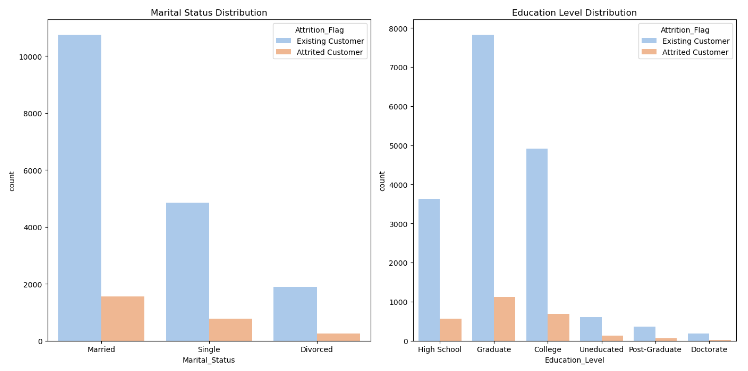 Marital Status Distribution
Attrition_Flag
Existing Customer
Attrited Customer
10000
8000
6000
4000
2000
0
count
Married Single Divorced
Marital_Status
Education Level Distribution
Attrition_Flag
Existing Customer
Attrited Customer
8000
7000
6000
5000
4000
3000
2000
1000
0
count
High School Graduate College Uneducated Post-Graduate Doctorate
Education_Level